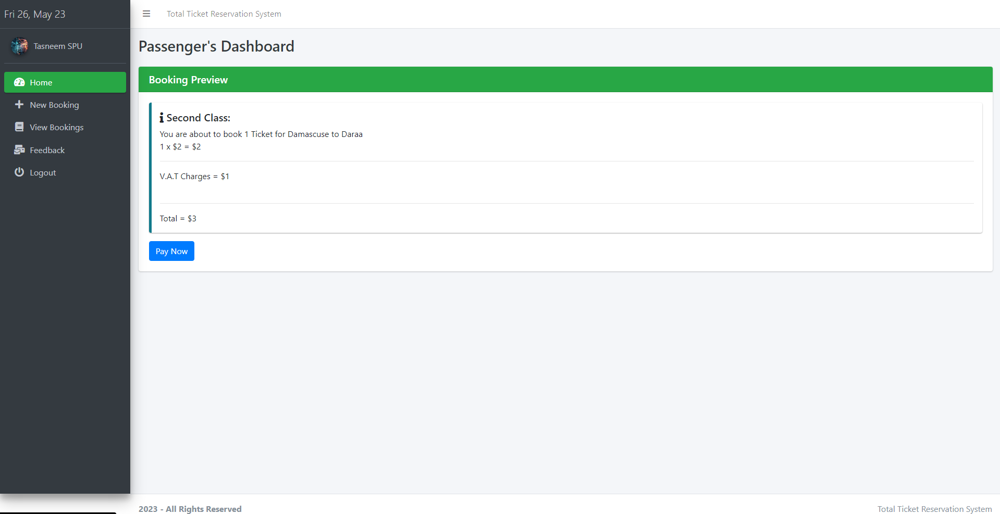 Fri 26, May 23
Total Ticket Reservation System
Tasneem SPU
Home
New Booking
View Bookings
Feedback
Logout
Passenger's Dashboard
Booking Preview
Second Class:
You are about to book 1 Ticket for Damascuse to Daraa
1 x $2 = $2
V.A.T Charges = $1
Total = $3
Pay Now
2023 - All Rights Reserved
Total Ticket Reservation System